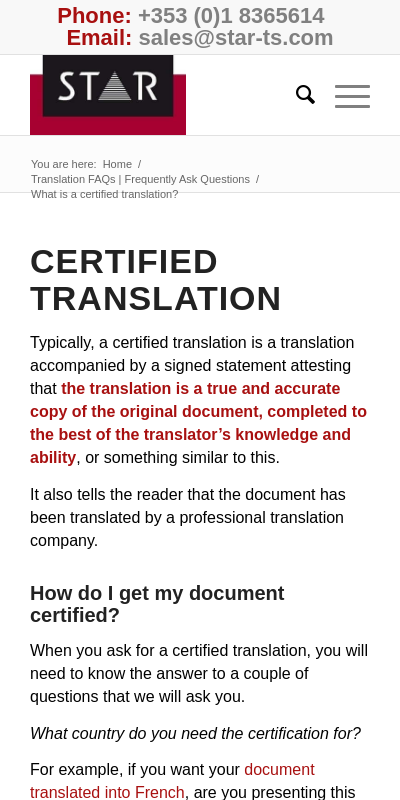 Phone: +353 (0)1 8365614
Email: sales@star-ts.com
STAR
You are here: Home /
Translation FAQs | Frequently Ask Questions /
What is a certified translation?
CERTIFIED
TRANSLATION
Typically, a certified translation is a translation
accompanied by a signed statement attesting
that the translation is a true and accurate
copy of the original document, completed to
the best of the translator’s knowledge and
ability, or something similar to this.
It also tells the reader that the document has
been translated by a professional translation
company.
How do I get my document
certified?
When you ask for a certified translation, you will
need to know the answer to a couple of
questions that we will ask you.
What country do you need the certification for?
For example, if you want your document
translated into French, are you presenting this